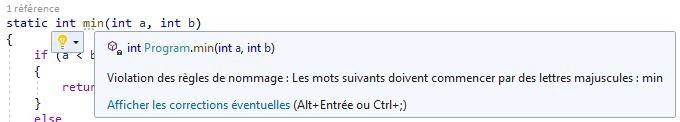 1 référence
static int min(int a, int b)
{
if (a < b
int Program.min(int a, int b)
{
Violation des règles de nommage : Les mots suivants doivent commencer par des lettres majuscules : min
retur
}
Afficher les corrections éventuelles (Alt+Entrée ou Ctrl+;)
else